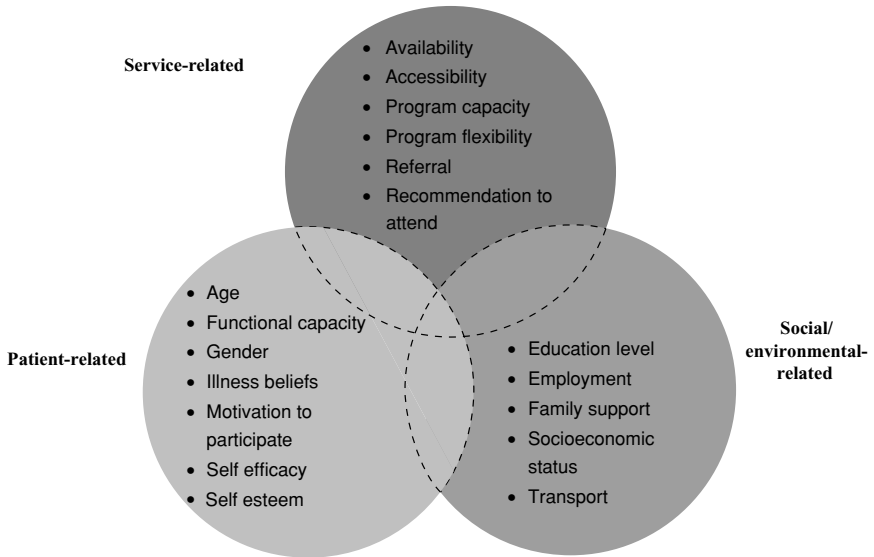 Service-related
• Availability
• Accessibility
• Program capacity
• Program flexibility
• Referral
• Recommendation to
attend
Patient-related
• Age
• Functional capacity
• Gender
• Illness beliefs
• Motivation to
participate
• Self efficacy
• Self esteem
Social/
environmental-
related
• Education level
• Employment
• Family support
• Socioeconomic
status
• Transport